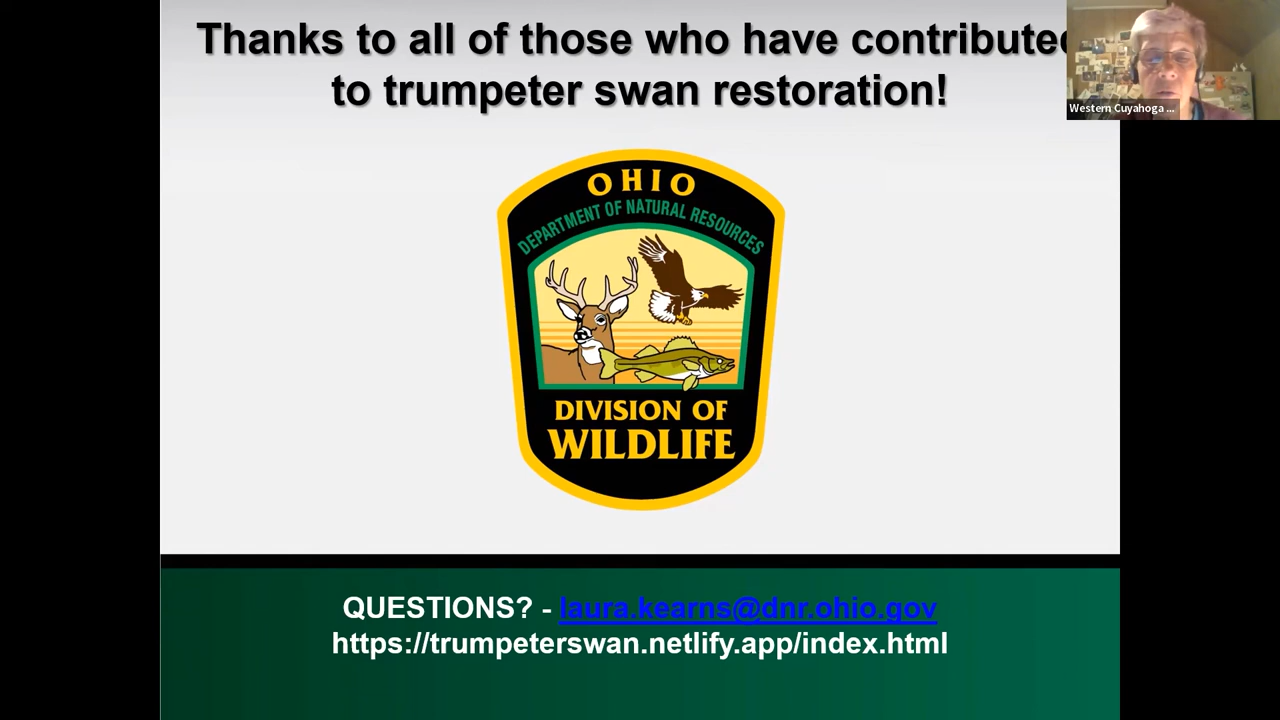 Thanks to all of those who have contributed
to trumpeter swan restoration!
Western Cuyahoga ...
OHIO
DEPARTMENT OF NATURAL RESOURCES
DIVISION OF
WILDLIFE
QUESTIONS? - laura.kearns@dnr.ohio.gov
https://trumpeterswan.netlify.app/index.html